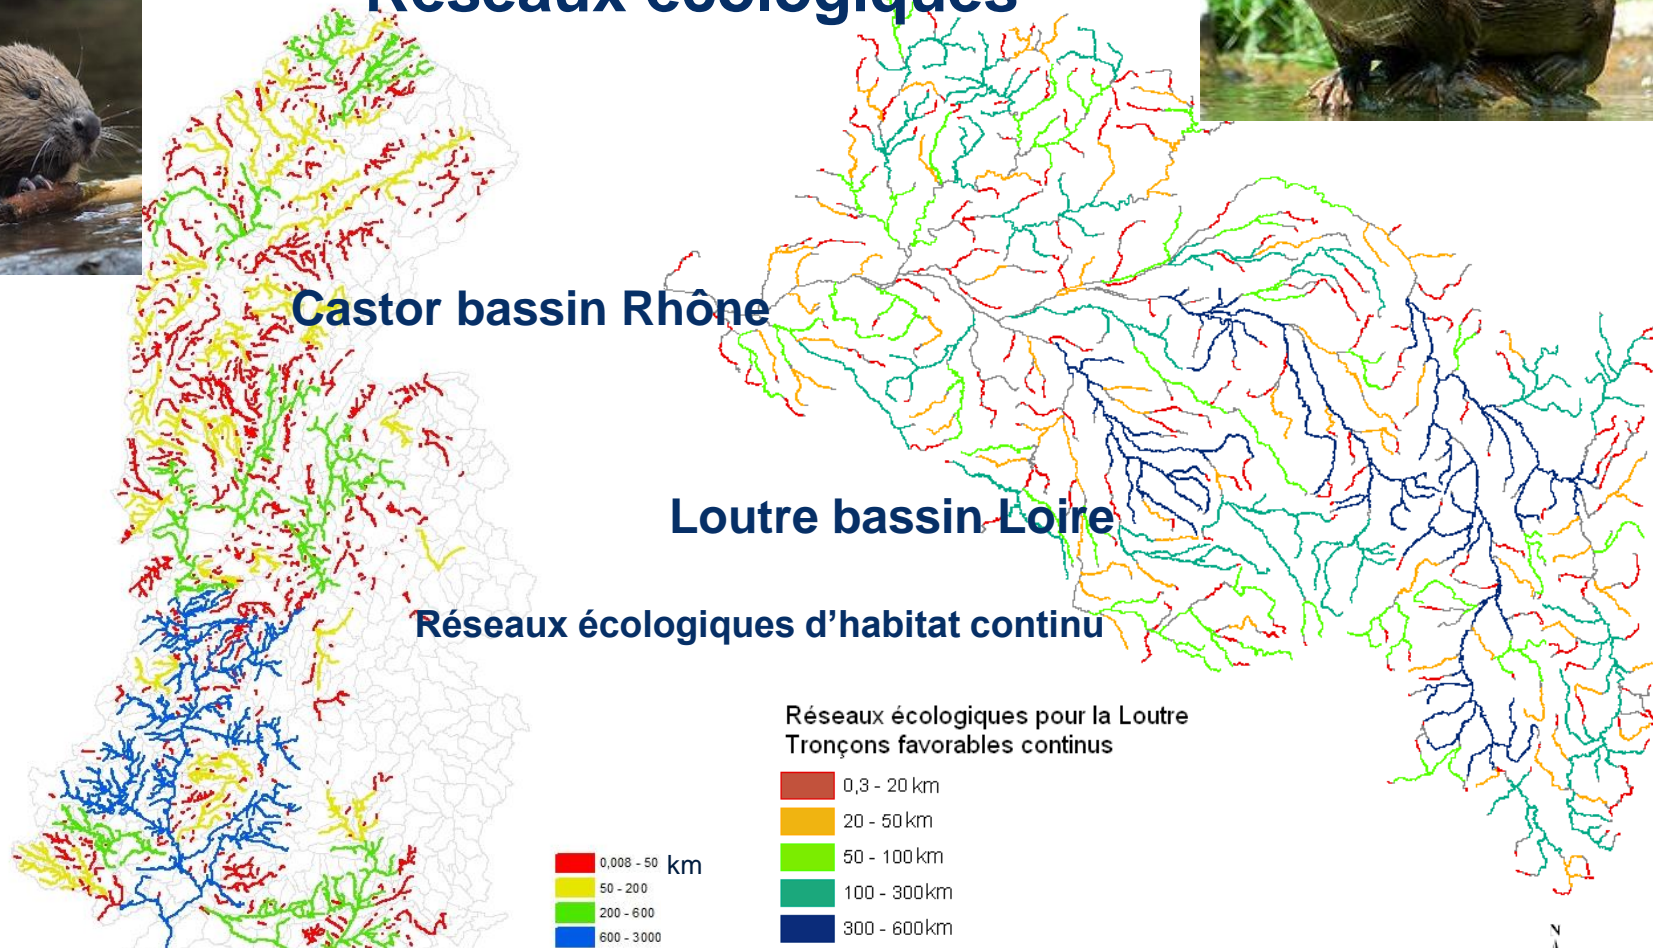 Réseaux écologiques
Castor bassin Rhône
Loutre bassin Loire
Réseaux écologiques d’habitat continu
Réseaux écologiques pour la Loutre
Tronçons favorables continus
0,3 - 20 km
20 - 50 km
50 - 100 km
100 - 300 km
300 - 600 km
0,008 - 50 km
50 - 200
200 - 600
600 - 3000
N